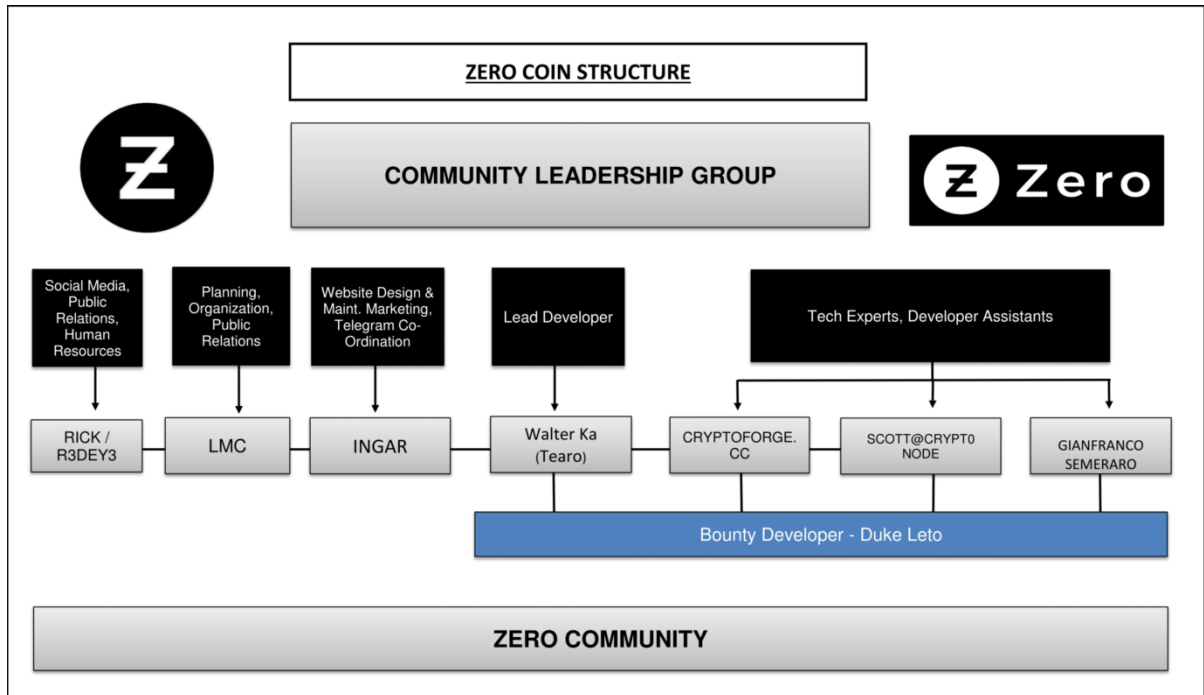 ZERO COIN STRUCTURE
COMMUNITY LEADERSHIP GROUP
Zero
Social Media,
Public
Relations,
Human
Resources
Planning,
Organization,
Public
Relations
Website Design &
Maint. Marketing,
Telegram Co-
Ordination
Lead Developer
Tech Experts, Developer Assistants
RICK /
R3DEY3
LMC
INGAR
Walter Ka
(Tearo)
CRYPTOFORGE.
CC
SCOTT@CRYPT0
NODE
GIANFRANCO
SEMERARO
Bounty Developer - Duke Leto
ZERO COMMUNITY